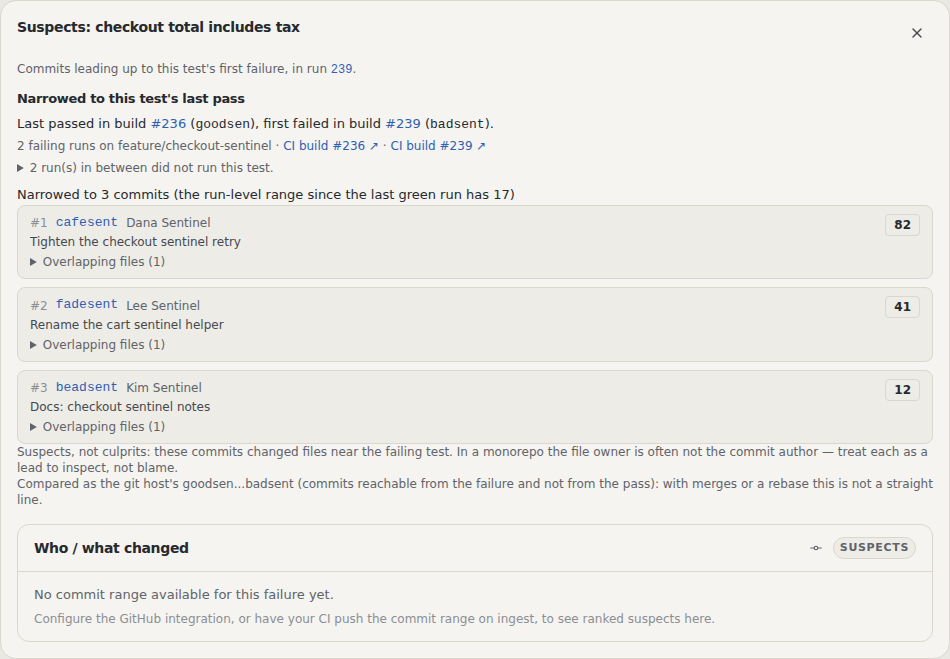 Suspects: checkout total includes tax
Commits leading up to this test's first failure, in run 239.
Narrowed to this test's last pass
Last passed in build #236 (goodsen), first failed in build #239 (badsent).
2 failing runs on feature/checkout-sentinel · CI build #236 ↗ · CI build #239 ↗
▶ 2 run(s) in between did not run this test.
Narrowed to 3 commits (the run-level range since the last green run has 17)
#1 cafesent Dana Sentinel 82
Tighten the checkout sentinel retry
▶ Overlapping files (1)
#2 fadesent Lee Sentinel 41
Rename the cart sentinel helper
▶ Overlapping files (1)
#3 beadsent Kim Sentinel 12
Docs: checkout sentinel notes
▶ Overlapping files (1)
Suspects, not culprits: these commits changed files near the failing test. In a monorepo the file owner is often not the commit author — treat each as a
lead to inspect, not blame.
Compared as the git host's goodsen...badsent (commits reachable from the failure and not from the pass): with merges or a rebase this is not a straight
line.
Who / what changed SUSPECTS
No commit range available for this failure yet.
Configure the GitHub integration, or have your CI push the commit range on ingest, to see ranked suspects here.